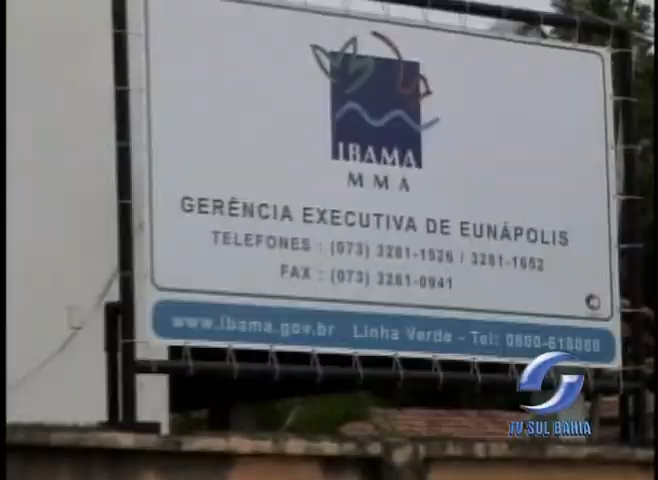 IBAMA
MMA
GERÊNCIA EXECUTIVA DE EUNÁPOLIS
TELEFONES : (073) 3281-1526 / 3281-1652
FAX : (073) 3261-0941
www.ibama.gov.br Linha Verde - Tel: 0800-618080
TV SUL BAHIA